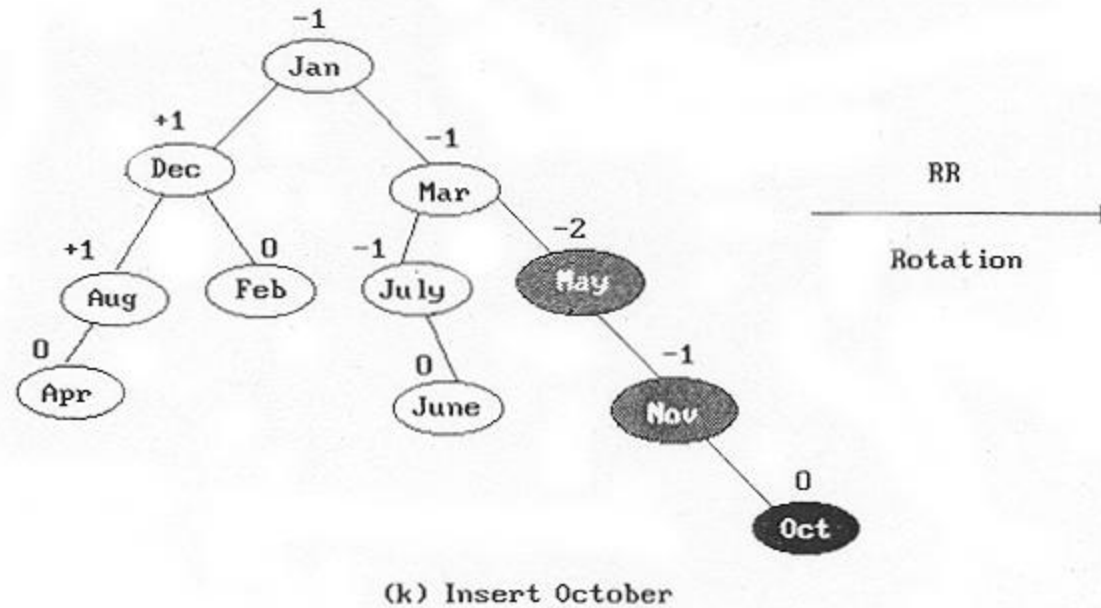 -1
Jan
+1
Dec
-1
Mar
RR
Rotation
+1
Aug
0
Feb
-1
July
-2
May
0
Apr
0
June
-1
Nov
0
Oct
(k) Insert October